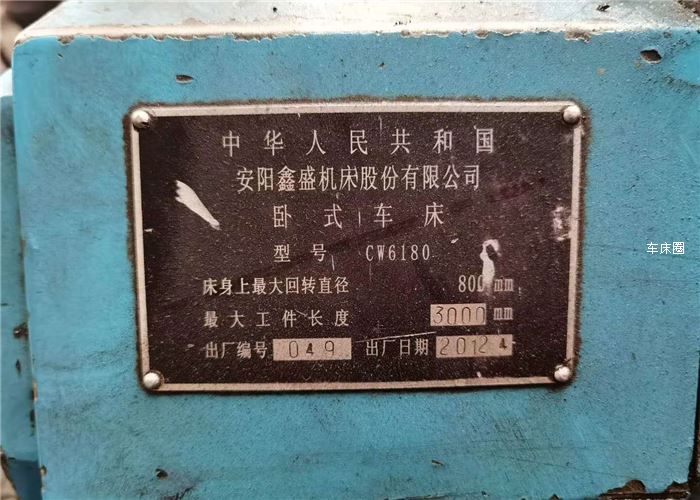 中华人民共和国
安阳鑫盛机床股份有限公司
卧式车床
型号 CW6180
床身上最大回转直径 800 mm
最大工件长度 3000 mm
出厂编号 049 出厂日期 2012 4
车床圈